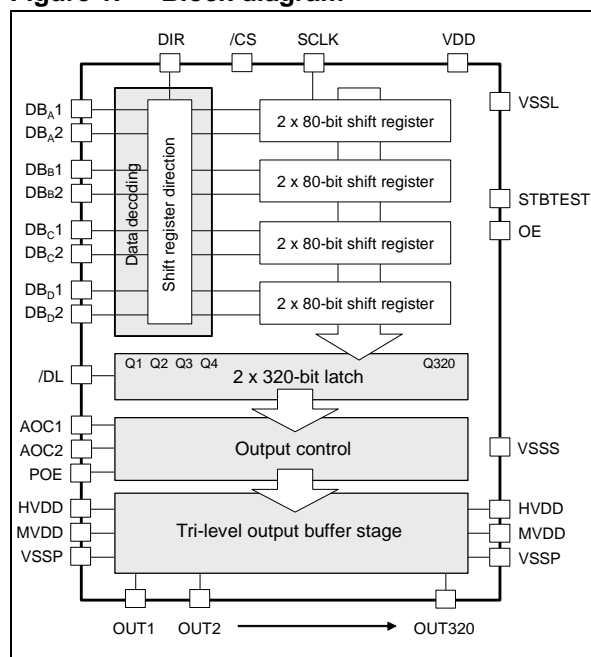 Figure 1. Block diagram
DIR /CS SCLK VDD
VSSL
DBA1
DBA2
DBB1
DBB2
DBC1
DBC2
DBD1
DBD2
Data decoding
Shift register direction
2 x 80-bit shift register
2 x 80-bit shift register
2 x 80-bit shift register
2 x 80-bit shift register
STBTEST
OE
/DL
Q1 Q2 Q3 Q4 Q320
2 x 320-bit latch
AOC1
AOC2
POE
Output control
VSSS
HVDD
MVDD
VSSP
Tri-level output buffer stage
HVDD
MVDD
VSSP
OUT1 OUT2 OUT320